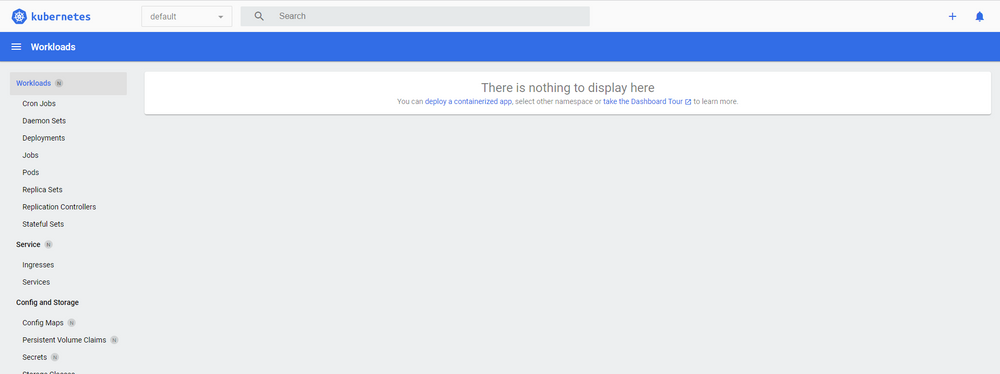 kubernetes
default
Search
Workloads
Workloads N
Cron Jobs
Daemon Sets
Deployments
Jobs
Pods
Replica Sets
Replication Controllers
Stateful Sets
Service N
Ingresses
Services
Config and Storage
Config Maps N
Persistent Volume Claims N
Secrets N
Storage Classes
There is nothing to display here
You can deploy a containerized app, select other namespace or take the Dashboard Tour to learn more.